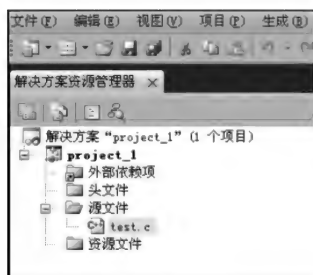 文件(F) 编辑(E) 视图(V) 项目(P) 生成(B)
解决方案资源管理器
解决方案 "project_1" (1 个项目)
project_1
外部依赖项
头文件
源文件
test.c
资源文件